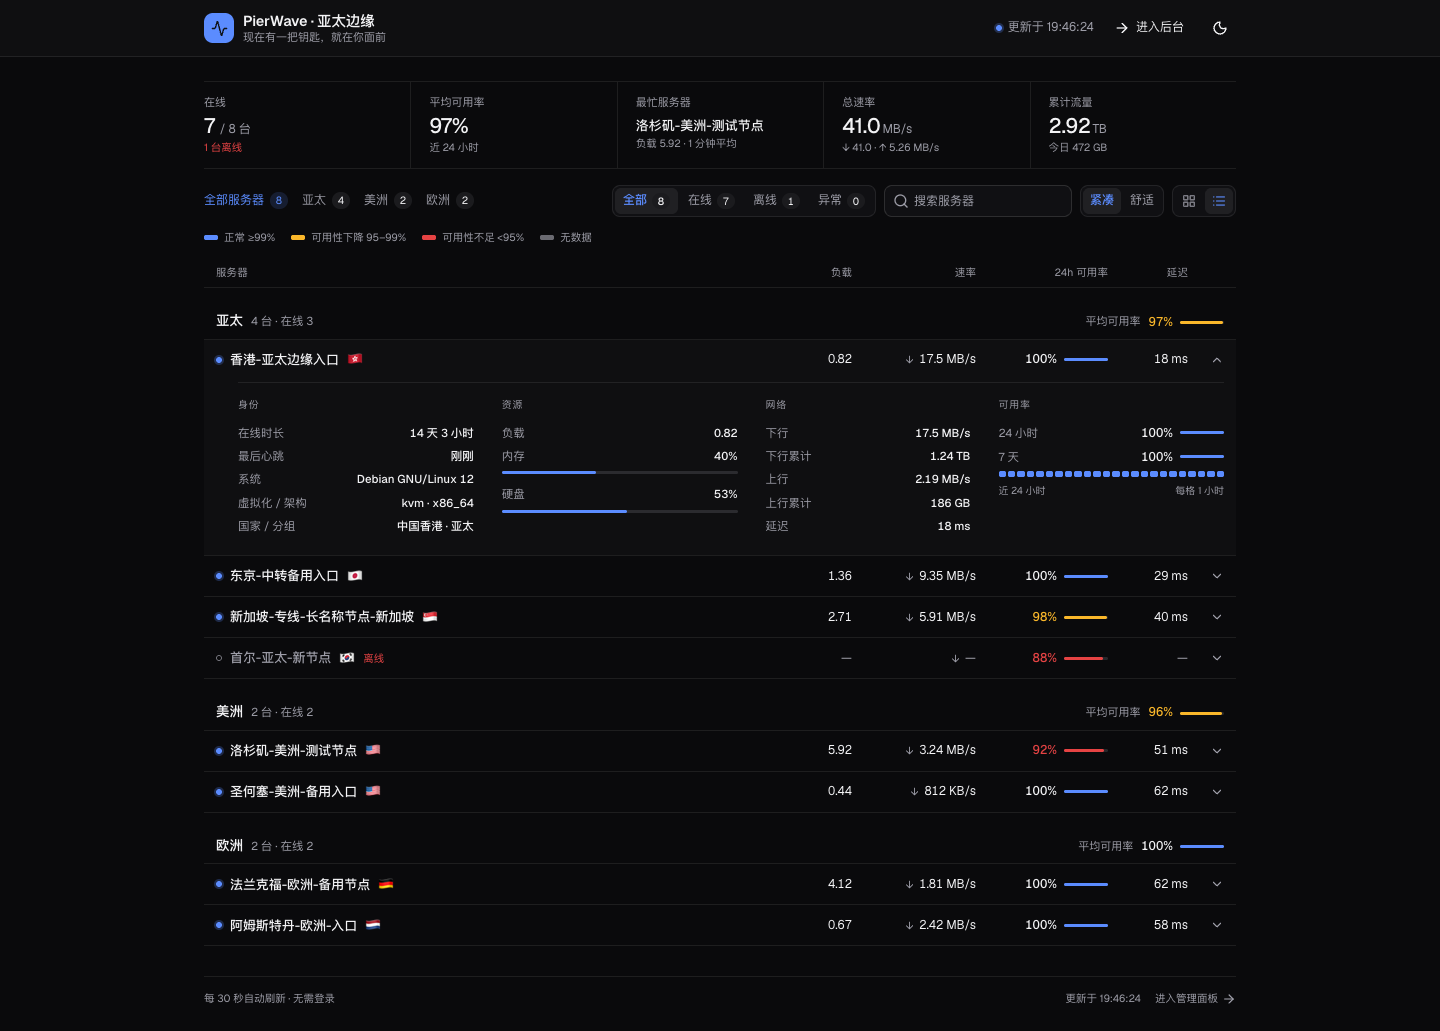 PierWave · 亚太边缘
现在有一把钥匙，就在你面前
更新于 19:46:24
进入后台
在线
7 / 8 台
1 台离线
平均可用率
97%
近 24 小时
最忙服务器
洛杉矶-美洲-测试节点
负载 5.92 · 1 分钟平均
总速率
41.0 MB/s
↓ 41.0 · ↑ 5.26 MB/s
累计流量
2.92 TB
今日 472 GB
全部服务器 8 亚太 4 美洲 2 欧洲 2
全部 8 在线 7 离线 1 异常 0
搜索服务器
紧凑 舒适
正常 ≥99% 可用性下降 95–99% 可用性不足 <95% 无数据
服务器 负载 速率 24h 可用率 延迟
亚太 4 台 · 在线 3 平均可用率 97%
香港-亚太边缘入口 0.82 ↓ 17.5 MB/s 100% 18 ms
身份
在线时长 14 天 3 小时
最后心跳 刚刚
系统 Debian GNU/Linux 12
虚拟化 / 架构 kvm · x86_64
国家 / 分组 中国香港 · 亚太
资源
负载 0.82
内存 40%
硬盘 53%
网络
下行 17.5 MB/s
下行累计 1.24 TB
上行 2.19 MB/s
上行累计 186 GB
延迟 18 ms
可用率
24 小时 100%
7 天 100%
近 24 小时 每格 1 小时
东京-中转备用入口 1.36 ↓ 9.35 MB/s 100% 29 ms
新加坡-专线-长名称节点-新加坡 2.71 ↓ 5.91 MB/s 98% 40 ms
首尔-亚太-新节点 离线 — ↓ — 88% —
美洲 2 台 · 在线 2 平均可用率 96%
洛杉矶-美洲-测试节点 5.92 ↓ 3.24 MB/s 92% 51 ms
圣何塞-美洲-备用入口 0.44 ↓ 812 KB/s 100% 62 ms
欧洲 2 台 · 在线 2 平均可用率 100%
法兰克福-欧洲-备用节点 4.12 ↓ 1.81 MB/s 100% 62 ms
阿姆斯特丹-欧洲-入口 0.67 ↓ 2.42 MB/s 100% 58 ms
每 30 秒自动刷新 · 无需登录
更新于 19:46:24 进入管理面板 →